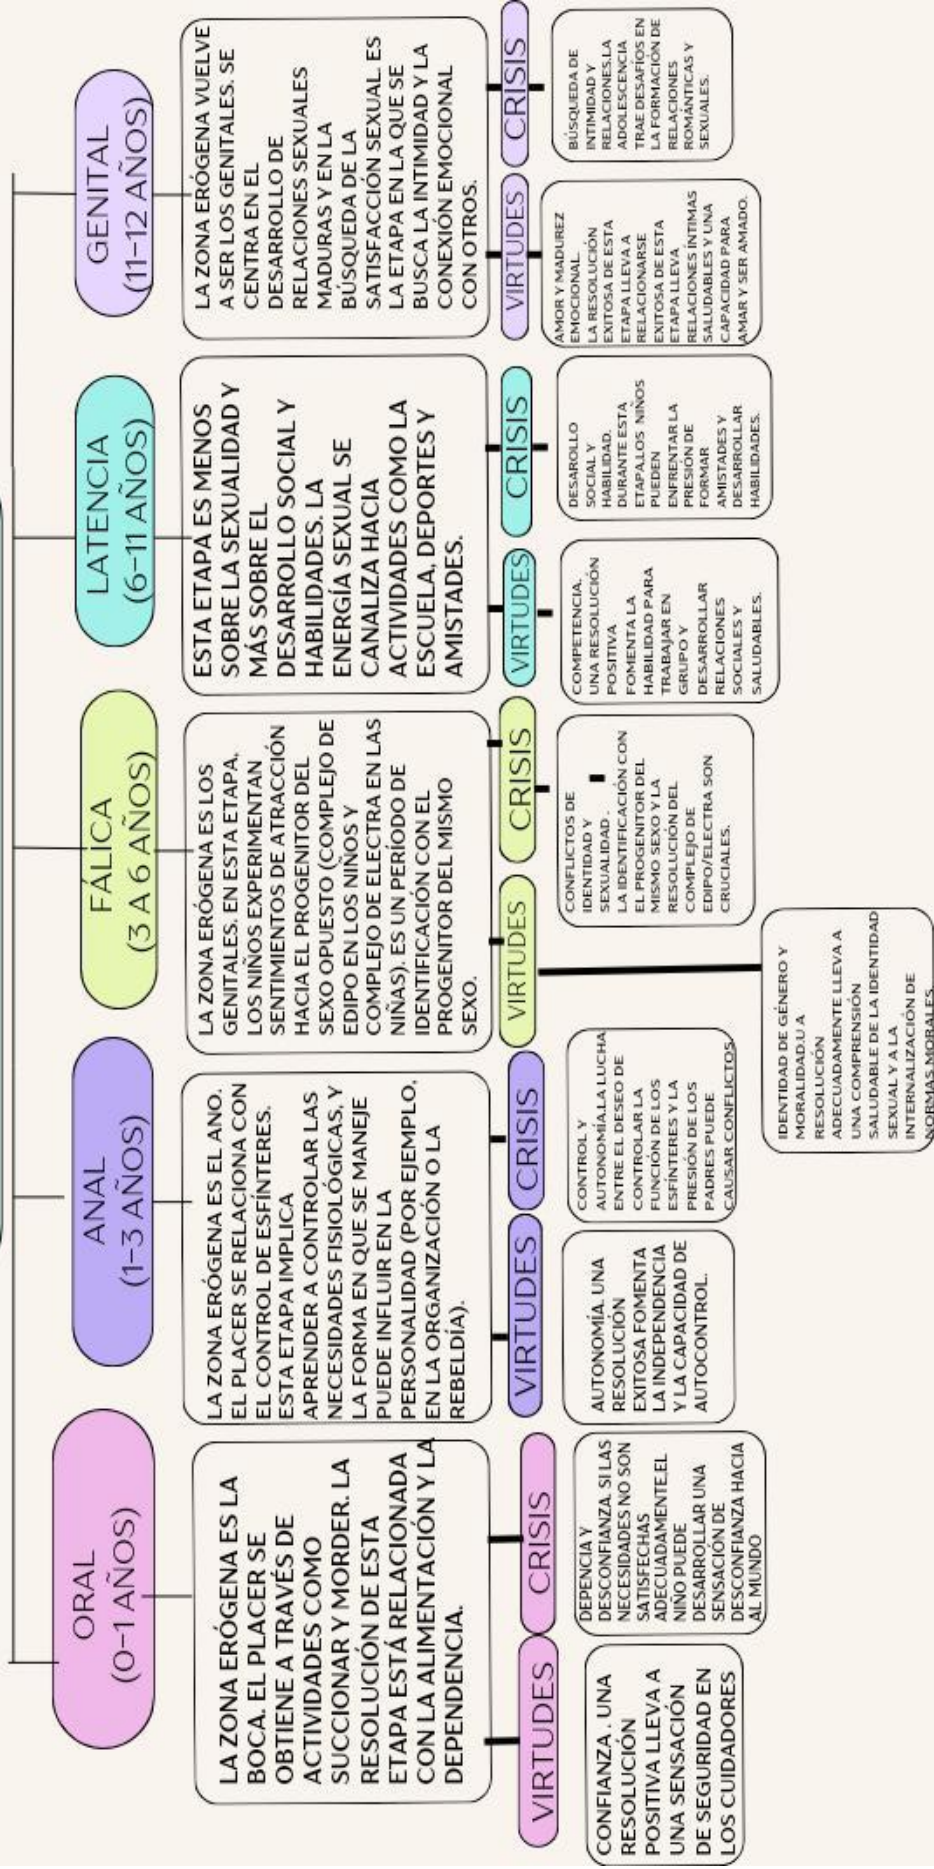 ORAL
(0-1 AÑOS)
LA ZONA ERÓGENA ES LA
BOCA. EL PLACER SE
OBTIENE A TRAVÉS DE
ACTIVIDADES COMO
SUCCIONAR Y MORDER. LA
RESOLUCIÓN DE ESTA
ETAPA ESTÁ RELACIONADA
CON LA ALIMENTACIÓN Y LA
DEPENDENCIA.
VIRTUDES
CONFIANZA . UNA
RESOLUCIÓN
POSITIVA LLEVA A
UNA SENSACIÓN
DE SEGURIDAD EN
LOS CUIDADORES
CRISIS
DEPENCIA Y
DESCONFIANZA. SI LAS
NECESIDADES NO SON
SATISFECHAS
ADECUADAMENTE,EL
NIÑO PUEDE
DESARROLLAR UNA
SENSACIÓN DE
DESCONFIANZA HACIA
AL MUNDO
ANAL
(1-3 AÑOS)
LA ZONA ERÓGENA ES EL ANO.
EL PLACER SE RELACIONA CON
EL CONTROL DE ESFÍNTERES.
ESTA ETAPA IMPLICA
APRENDER A CONTROLAR LAS
NECESIDADES FISIOLÓGICAS, Y
LA FORMA EN QUE SE MANEJE
PUEDE INFLUIR EN LA
PERSONALIDAD (POR EJEMPLO,
EN LA ORGANIZACIÓN O LA
REBELDÍA).
VIRTUDES
AUTONOMÍA. UNA
RESOLUCIÓN
EXITOSA FOMENTA
LA INDEPENDENCIA
Y LA CAPACIDAD DE
AUTOCONTROL.
CRISIS
CONTROL Y
AUTONOMÍA.LA LUCHA
ENTRE EL DESEO DE
CONTROLAR LA
FUNCIÓN DE LOS
ESFÍNTERES Y LA
PRESIÓN DE LOS
PADRES PUEDE
CAUSAR CONFLICTOS.
FÁLICA
(3 A 6 AÑOS)
LA ZONA ERÓGENA ES LOS
GENITALES. EN ESTA ETAPA,
LOS NIÑOS EXPERIMENTAN
SENTIMIENTOS DE ATRACCIÓN
HACIA EL PROGENITOR DEL
SEXO OPUESTO (COMPLEJO DE
EDIPO EN LOS NIÑOS Y
COMPLEJO DE ELECTRA EN LAS
NIÑAS). ES UN PERÍODO DE
IDENTIFICACIÓN CON EL
PROGENITOR DEL MISMO
SEXO.
VIRTUDES
IDENTIDAD DE GÉNERO Y
MORALIDAD.U A
RESOLUCIÓN
ADECUADAMENTE LLEVA A
UNA COMPRENSIÓN
SALUDABLE DE LA IDENTIDAD
SEXUAL Y A LA
INTERNALIZACIÓN DE
NORMAS MORALES
CRISIS
CONFLICTOS DE
IDENTIDAD Y
SEXUALIDAD .
LA IDENTIFICACIÓN CON
EL PROGENITOR DEL
MISMO SEXO Y LA
RESOLUCIÓN DEL
COMPLEJO DE
EDIPO/ELECTRA SON
CRUCIALES.
LATENCIA
(6-11 AÑOS)
ESTA ETAPA ES MENOS
SOBRE LA SEXUALIDAD Y
MÁS SOBRE EL
DESARROLLO SOCIAL Y
HABILIDADES. LA
ENERGÍA SEXUAL SE
CANALIZA HACIA
ACTIVIDADES COMO LA
ESCUELA, DEPORTES Y
AMISTADES.
VIRTUDES
COMPETENCIA.
UNA RESOLUCIÓN
POSITIVA
FOMENTA LA
HABILIDAD PARA
TRABAJAR EN
GRUPO Y
DESARROLLAR
RELACIONES
SOCIALES Y
SALUDABLES.
CRISIS
DESAROLLO
SOCIAL Y
HABILIDAD.
DURANTE ESTA
ETAPA,LOS NIÑOS
PUEDEN
ENFRENTAR LA
PRESIÓN DE
FORMAR
AMISTADES Y
DESARROLLAR
HABILIDADES.
GENITAL
(11-12 AÑOS)
LA ZONA ERÓGENA VUELVE
A SER LOS GENITALES. SE
CENTRA EN EL
DESARROLLO DE
RELACIONES SEXUALES
MADURAS Y EN LA
BÚSQUEDA DE LA
SATISFACCIÓN SEXUAL. ES
LA ETAPA EN LA QUE SE
BUSCA LA INTIMIDAD Y LA
CONEXIÓN EMOCIONAL
CON OTROS.
VIRTUDES
AMOR Y MADUREZ
EMOCIONAL.
LA RESOLUCIÓN
EXITOSA DE ESTA
ETAPA LLEVA A
RELACIONARSE
EXITOSA DE ESTA
ETAPA LLEVA
RELACIONES ÍNTIMAS
SALUDABLES Y UNA
CAPACIDAD PARA
AMAR Y SER AMADO.
CRISIS
BÚSQUEDA DE
INTIMIDAD Y
RELACIONES.LA
ADOLESCENCIA
TRAE DESAFÍOS EN
LA FORMACIÓN DE
RELACIONES
ROMÁNTICAS Y
SEXUALES.